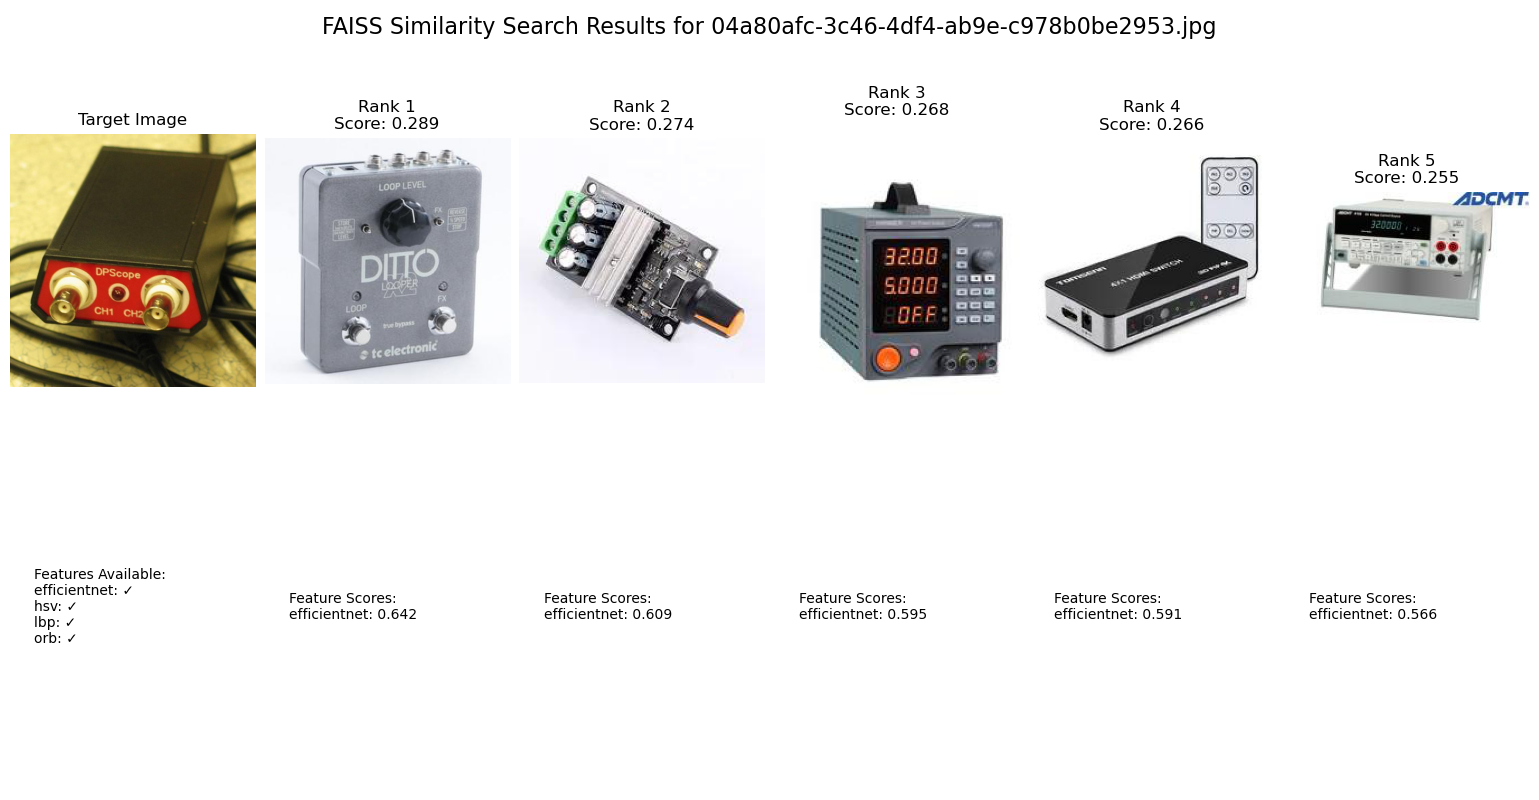 FAISS Similarity Search Results for 04a80afc-3c46-4df4-ab9e-c978b0be2953.jpg
Target Image
DPScope
CH1 CH2
Rank 1
Score: 0.289
LOOP LEVEL
FX
DITTO
LOOPER
X2
LOOP
FX
true bypass
tc electronic
Rank 2
Score: 0.274
Rank 3
Score: 0.268
32.00
5.000
OFF
Rank 4
Score: 0.266
4X1 HDMI SWITCH
Rank 5
Score: 0.255
ADCMT
Features Available:
efficientnet: ✓
hsv: ✓
lbp: ✓
orb: ✓
Feature Scores:
efficientnet: 0.642
Feature Scores:
efficientnet: 0.609
Feature Scores:
efficientnet: 0.595
Feature Scores:
efficientnet: 0.591
Feature Scores:
efficientnet: 0.566